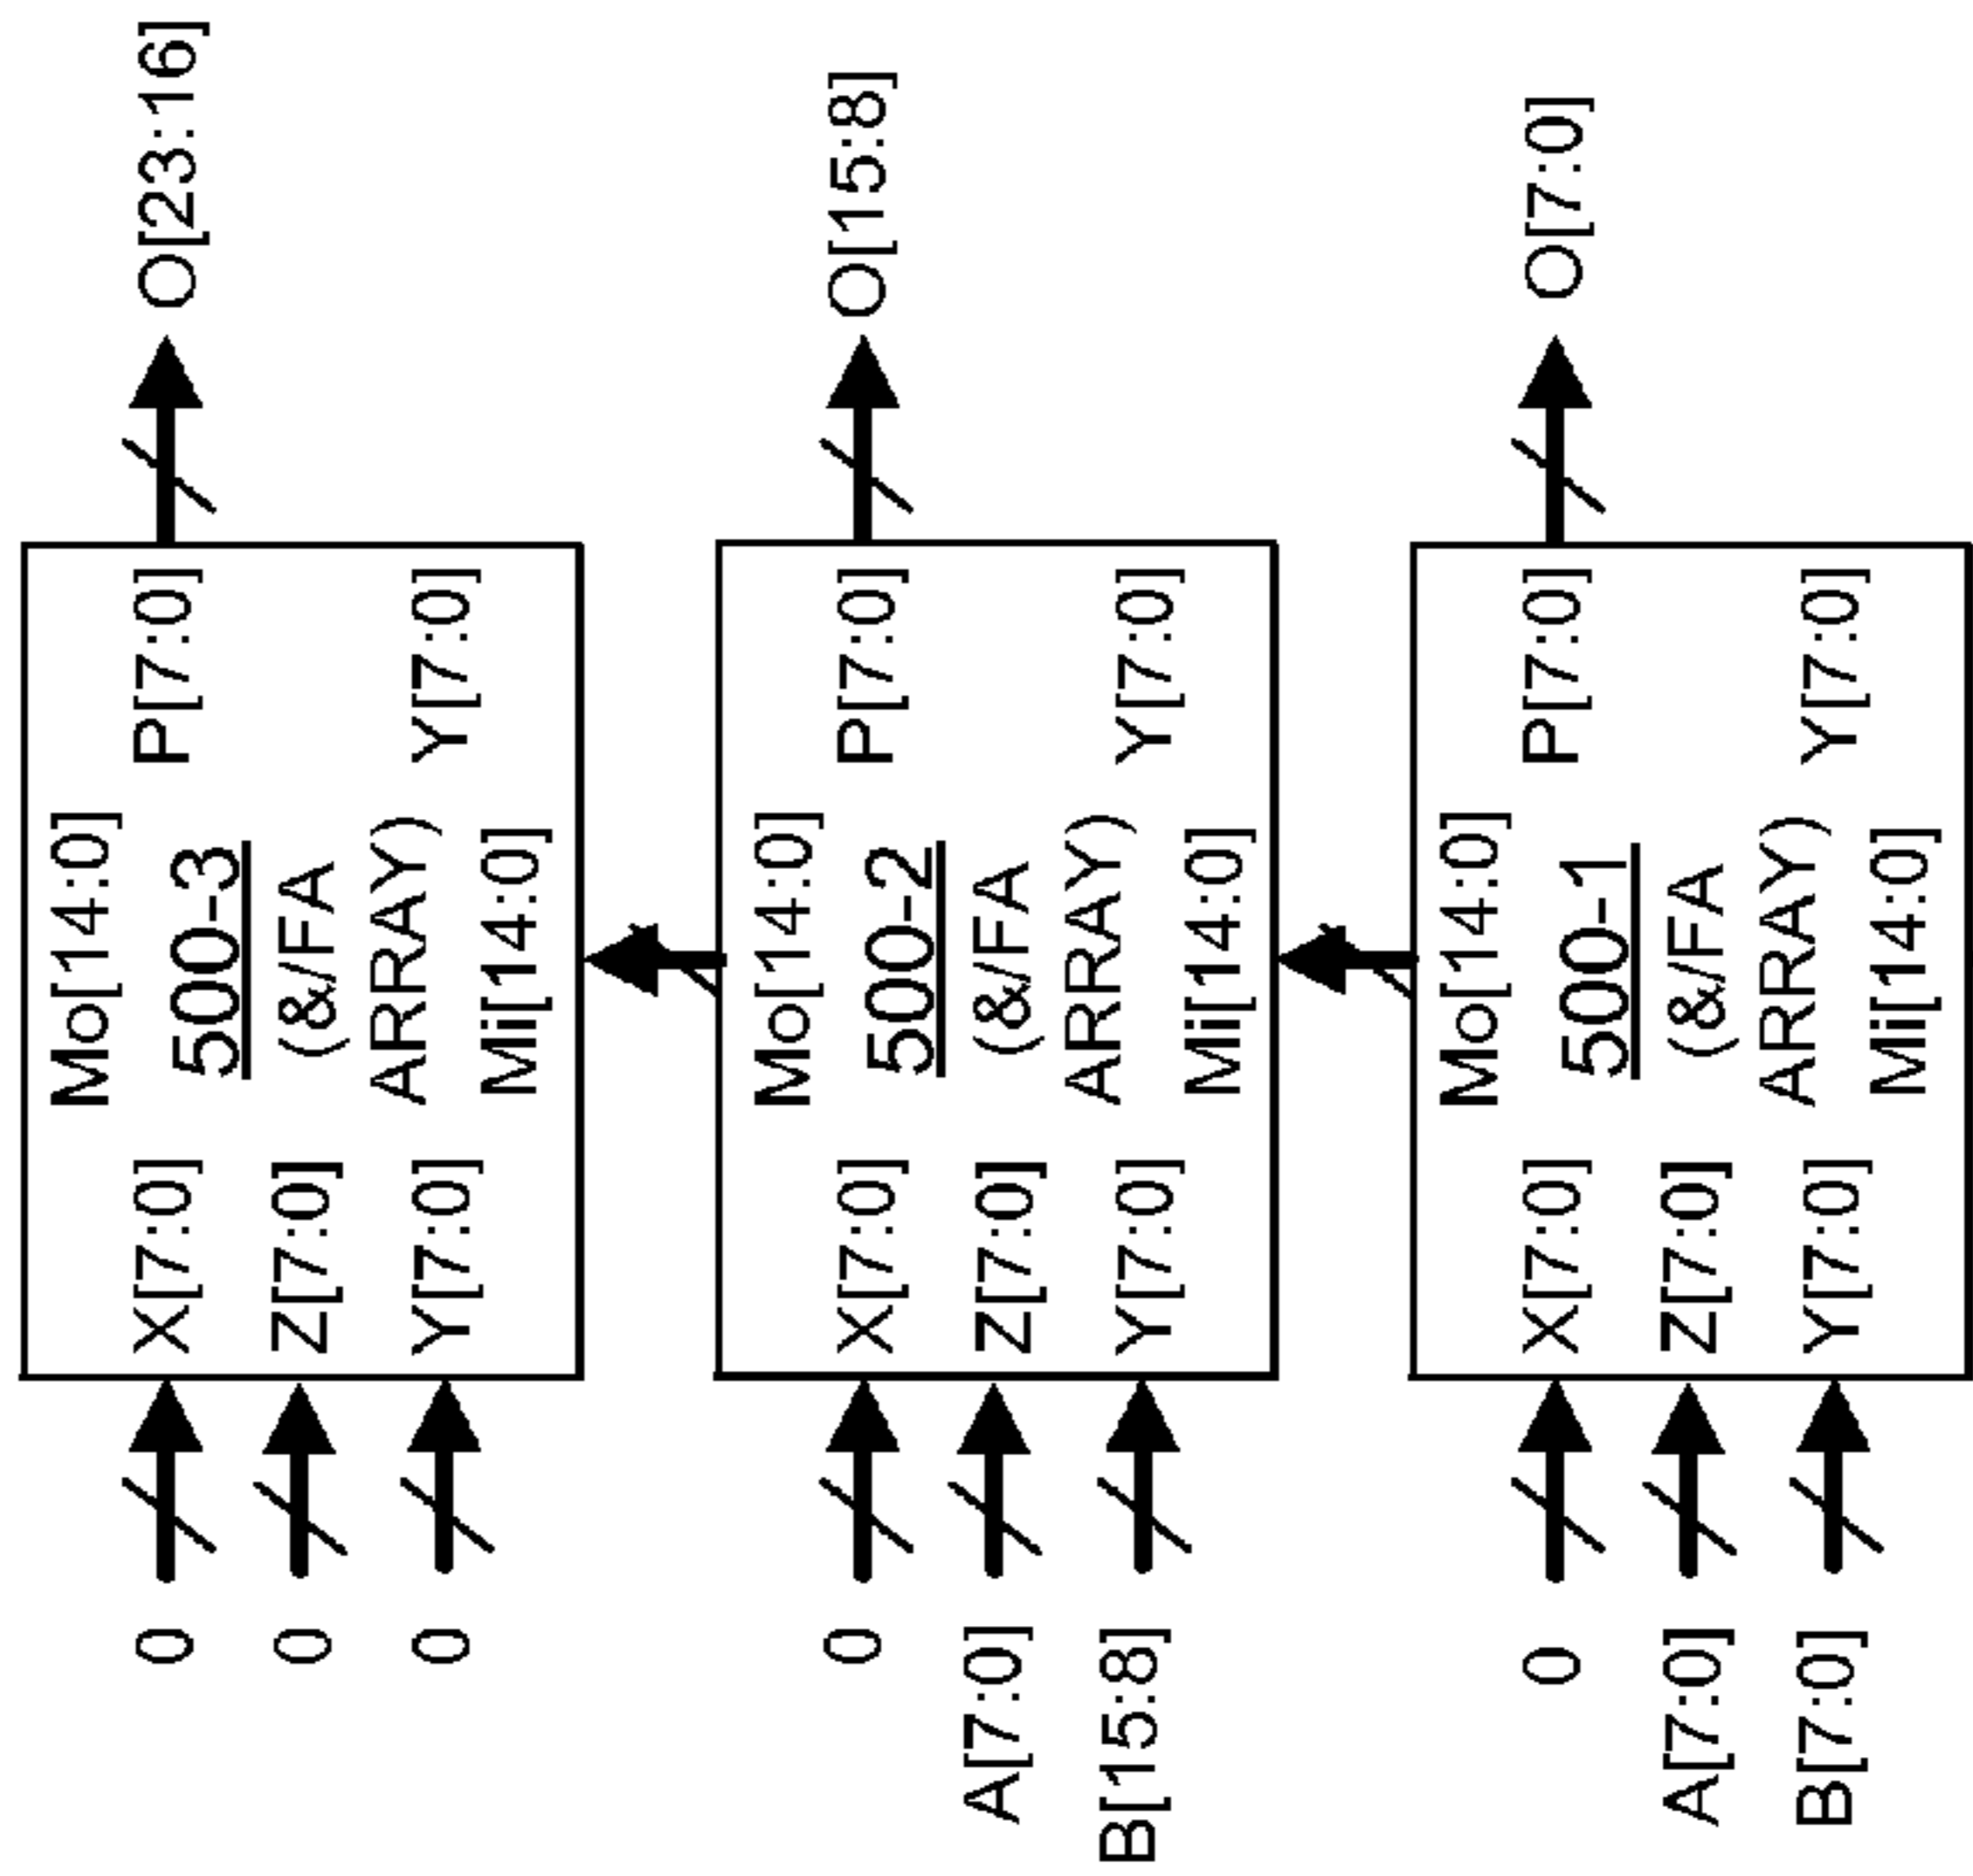 O[23:16]
O[15:8]
O[7:0]
Mo[14:0]
P[7:0]
500-3
(&/FA
ARRAY)
Y[7:0]
Mi[14:0]
X[7:0]
Z[7:0]
Y[7:0]
0
0
0
Mo[14:0]
P[7:0]
500-2
(&/FA
ARRAY)
Y[7:0]
Mi[14:0]
X[7:0]
Z[7:0]
Y[7:0]
0
A[7:0]
B[15:8]
Mo[14:0]
P[7:0]
500-1
(&/FA
ARRAY)
Y[7:0]
Mi[14:0]
X[7:0]
Z[7:0]
Y[7:0]
0
A[7:0]
B[7:0]